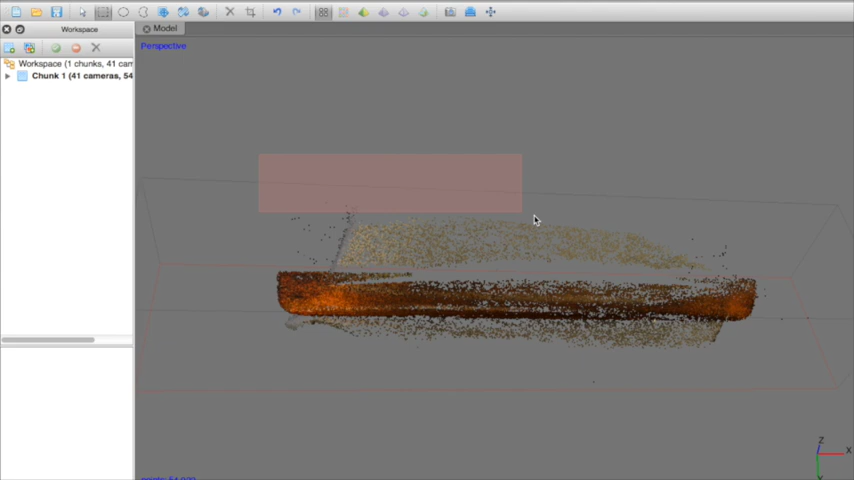 Workspace
Model
Perspective
Workspace (1 chunks, 41 cam
Chunk 1 (41 cameras, 54
Z
X